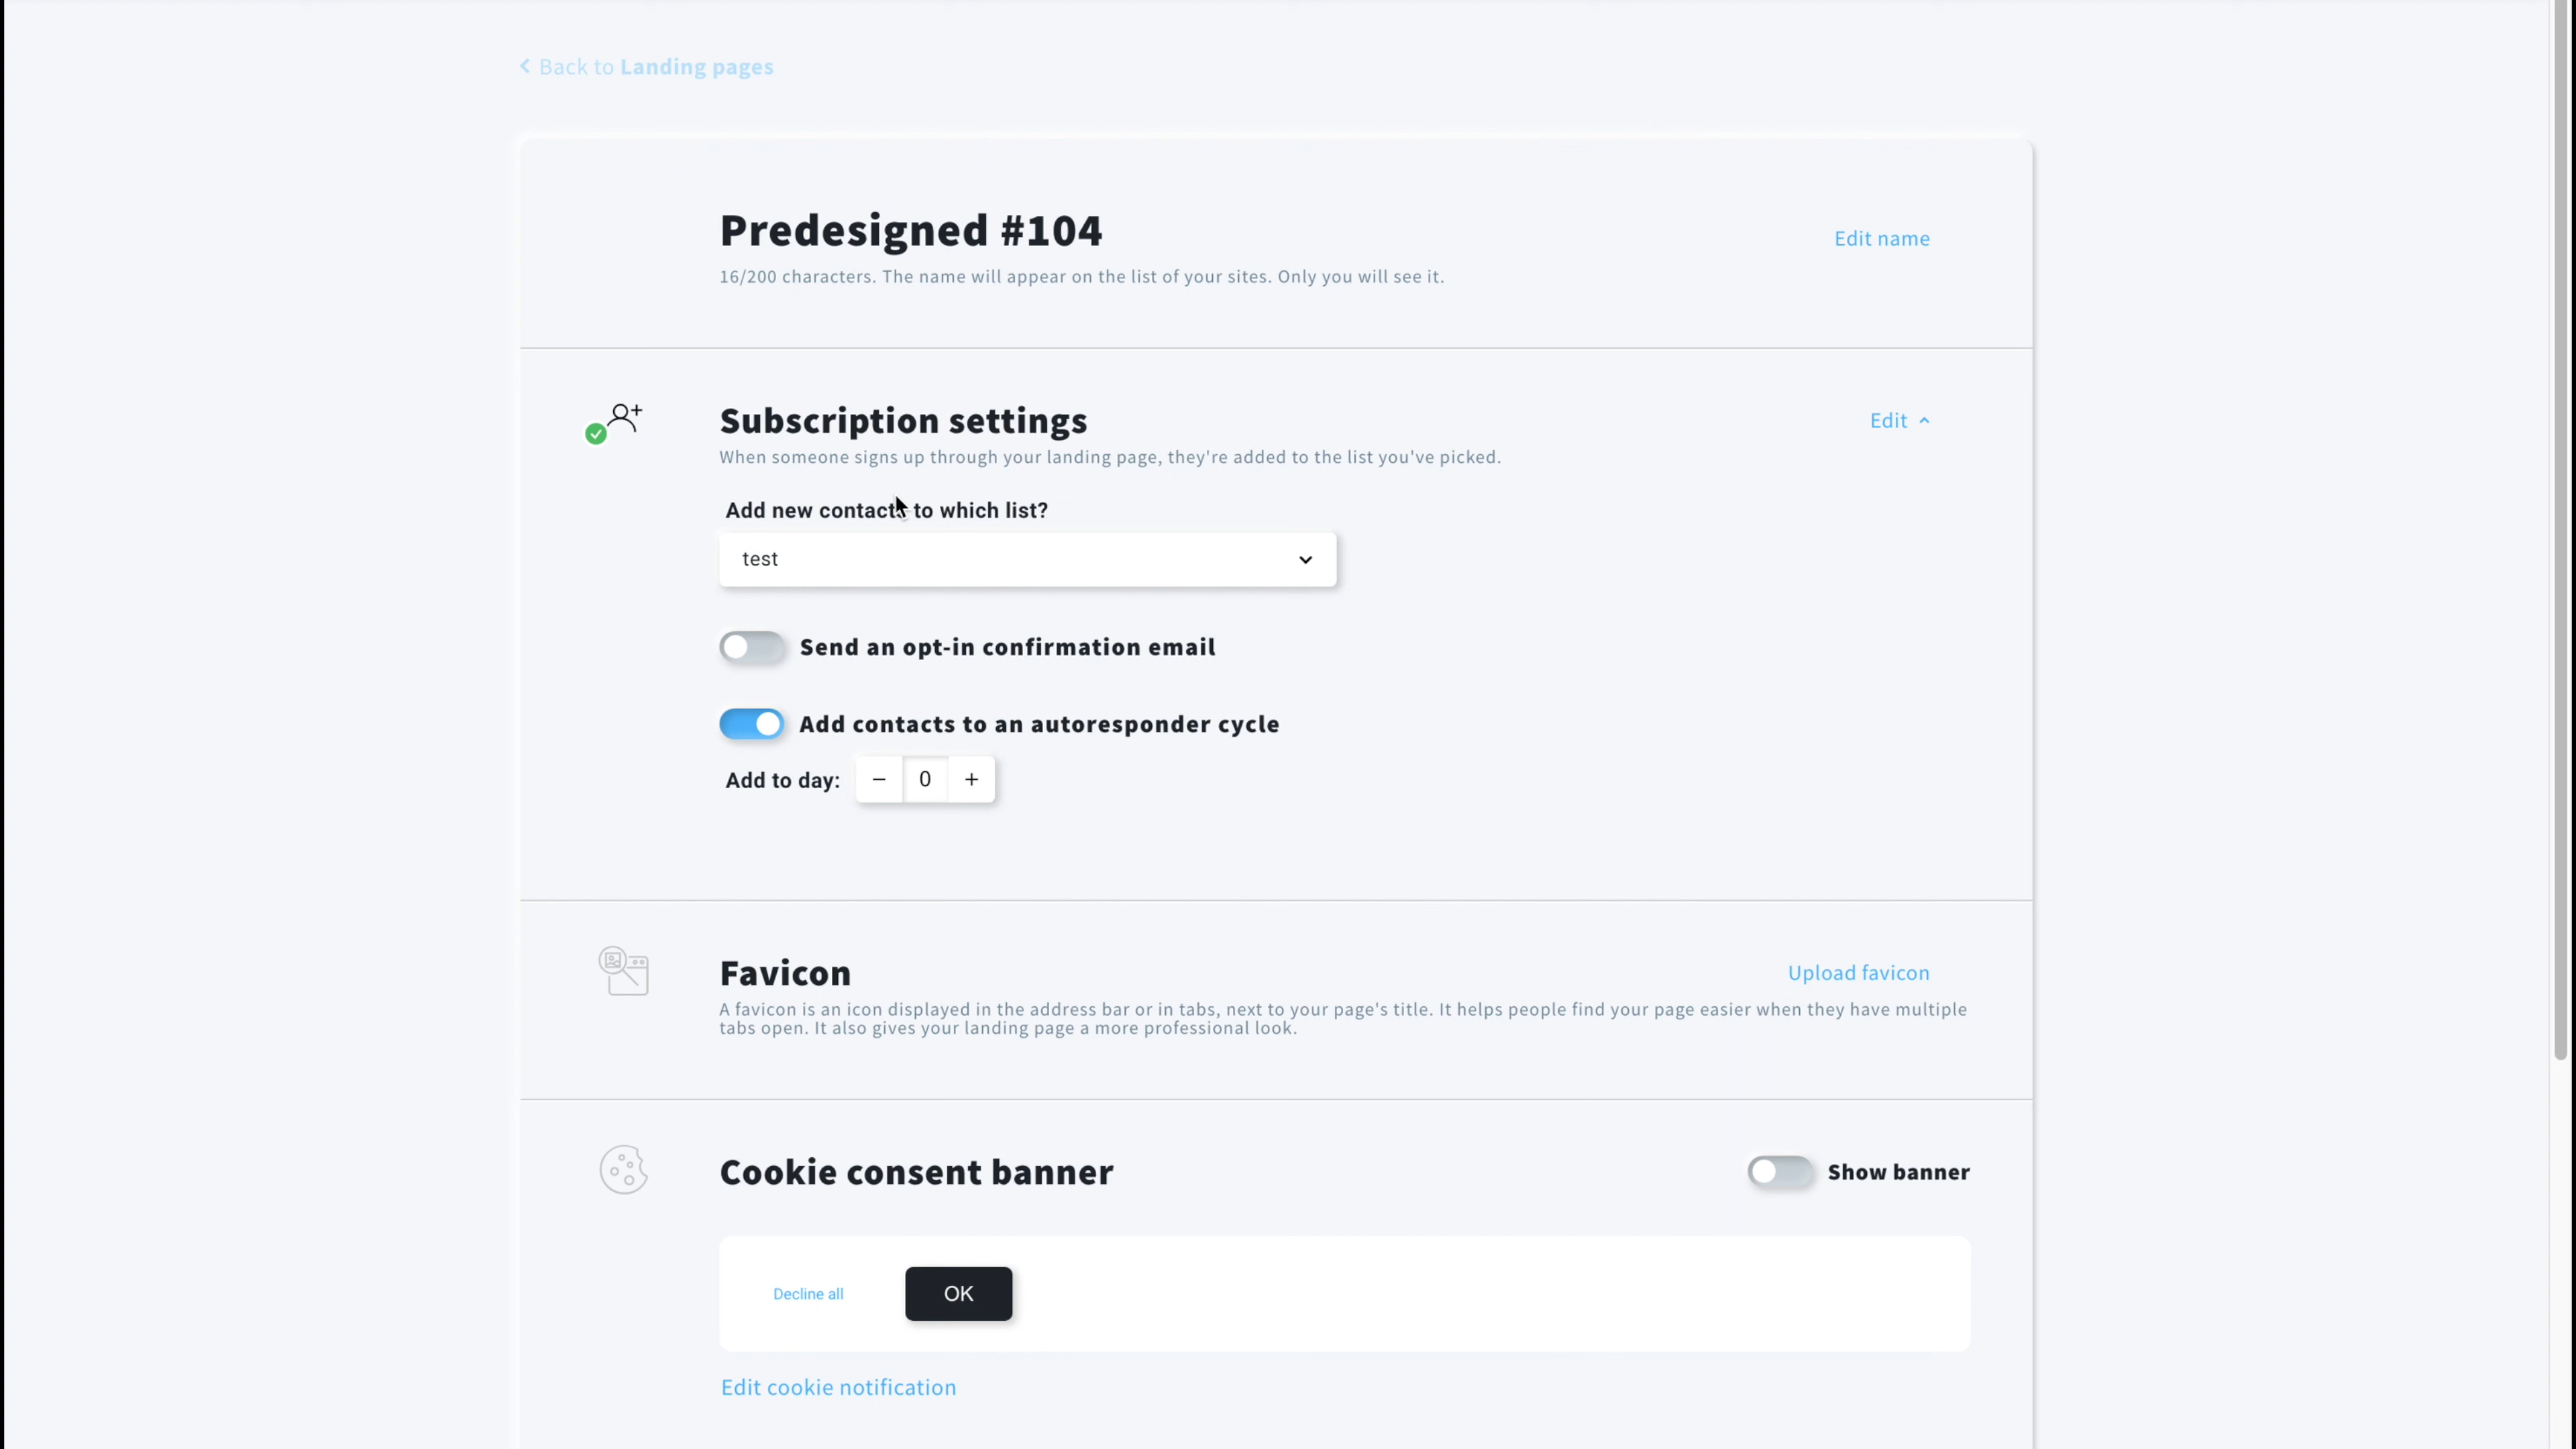 Back to Landing pages
Predesigned #104
Edit name
16/200 characters. The name will appear on the list of your sites. Only you will see it.
Subscription settings
Edit
When someone signs up through your landing page, they're added to the list you've picked.
Add new contacts to which list?
test
Send an opt-in confirmation email
Add contacts to an autoresponder cycle
Add to day: − 0 +
Favicon
Upload favicon
A favicon is an icon displayed in the address bar or in tabs, next to your page's title. It helps people find your page easier when they have multiple
tabs open. It also gives your landing page a more professional look.
Cookie consent banner
Show banner
Decline all
OK
Edit cookie notification